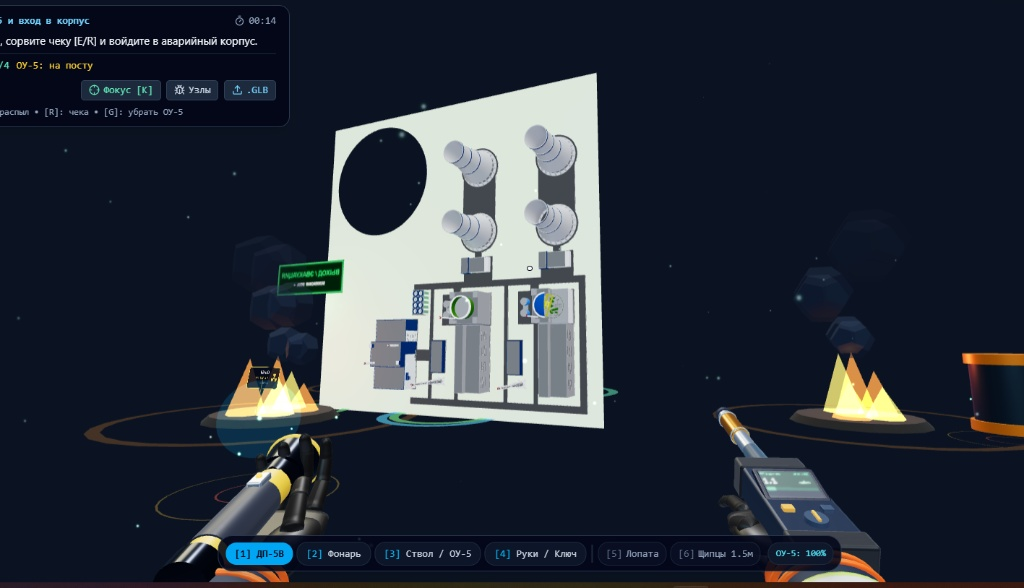 и вход в корпус
00:14
, сорвите чеку [E/R] и войдите в аварийный корпус.
/4 ОУ-5: на посту
Фокус [K]
Узлы
.GLB
распыл • [R]: чека • [G]: убрать ОУ-5
[1] ДП-5В
[2] Фонарь
[3] Ствол / ОУ-5
[4] Руки / Ключ
[5] Лопата
[6] Щипцы 1.5м
ОУ-5: 100%